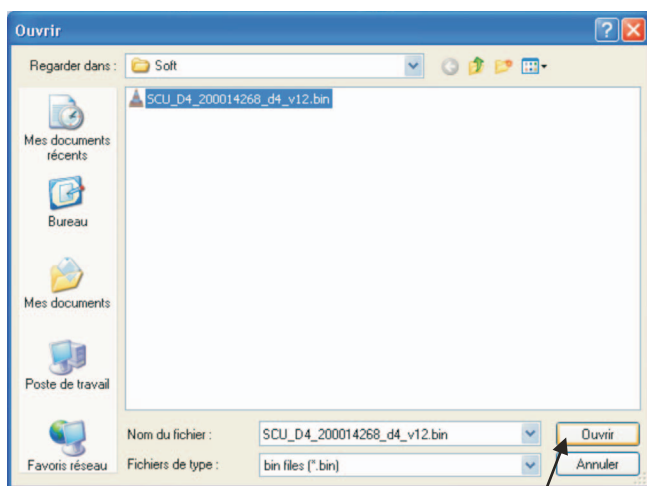 Ouvrir
Regarder dans :
Soft
SCU_D4_200014268_d4_v12.bin
Mes documents
récents
Bureau
Mes documents
Poste de travail
Favoris réseau
Nom du fichier :
SCU_D4_200014268_d4_v12.bin
Ouvrir
Fichiers de type :
bin files (*.bin)
Annuler